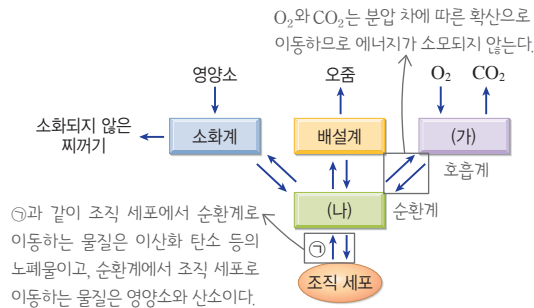 O₂와 CO₂는 분압 차에 따른 확산으로
이동하므로 에너지가 소모되지 않는다.
영양소
오줌
O₂
CO₂
소화되지 않은
찌꺼기
소화계
배설계
(가)
호흡계
(나)
순환계
㉠과 같이 조직 세포에서 순환계로
이동하는 물질은 이산화 탄소 등의
노폐물이고, 순환계에서 조직 세포로
이동하는 물질은 영양소와 산소이다.
㉠
조직 세포